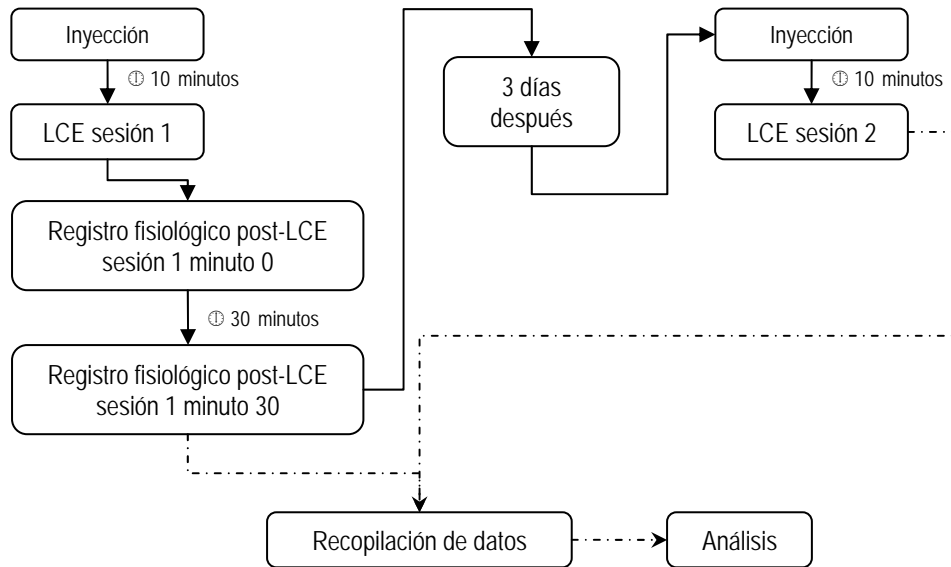 Inyección
🕕 10 minutos
LCE sesión 1
Registro fisiológico post-LCE
sesión 1 minuto 0
🕕 30 minutos
Registro fisiológico post-LCE
sesión 1 minuto 30
3 días
después
Inyección
🕕 10 minutos
LCE sesión 2
Recopilación de datos
Análisis